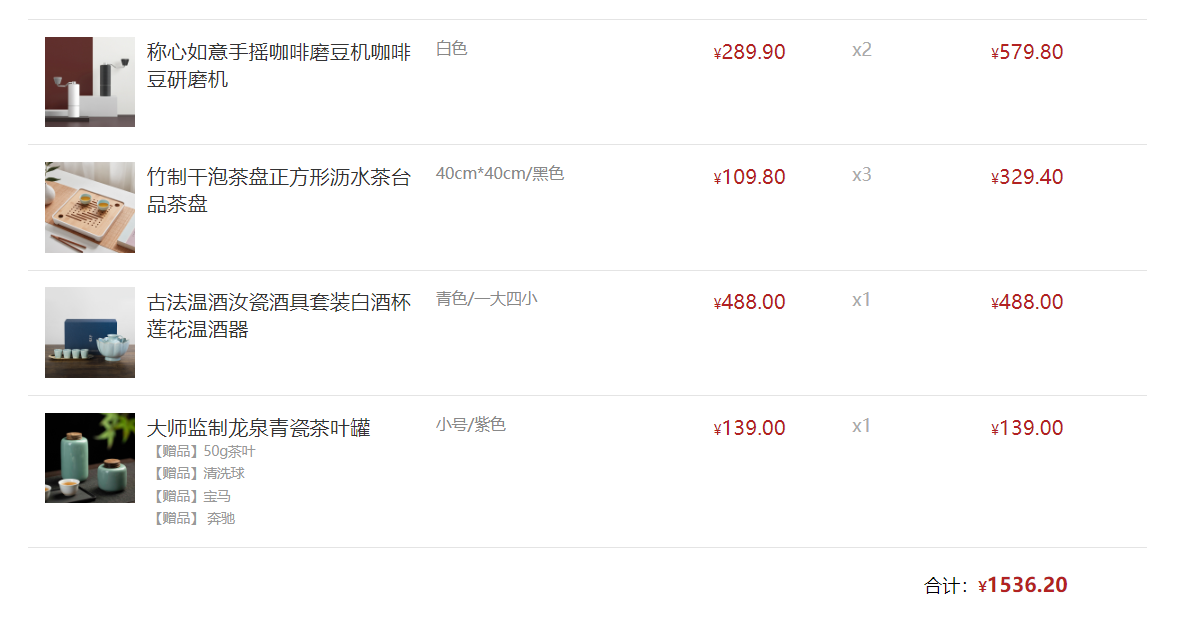 称心如意手摇咖啡磨豆机咖啡 白色 ¥289.90 x2 ¥579.80
豆研磨机
竹制干泡茶盘正方形沥水茶台 40cm*40cm/黑色 ¥109.80 x3 ¥329.40
品茶盘
古法温酒汝瓷酒具套装白酒杯 青色/一大四小 ¥488.00 x1 ¥488.00
莲花温酒器
大师监制龙泉青瓷茶叶罐 小号/紫色 ¥139.00 x1 ¥139.00
【赠品】50g茶叶
【赠品】清洗球
【赠品】宝马
【赠品】 奔驰
合计：¥1536.20